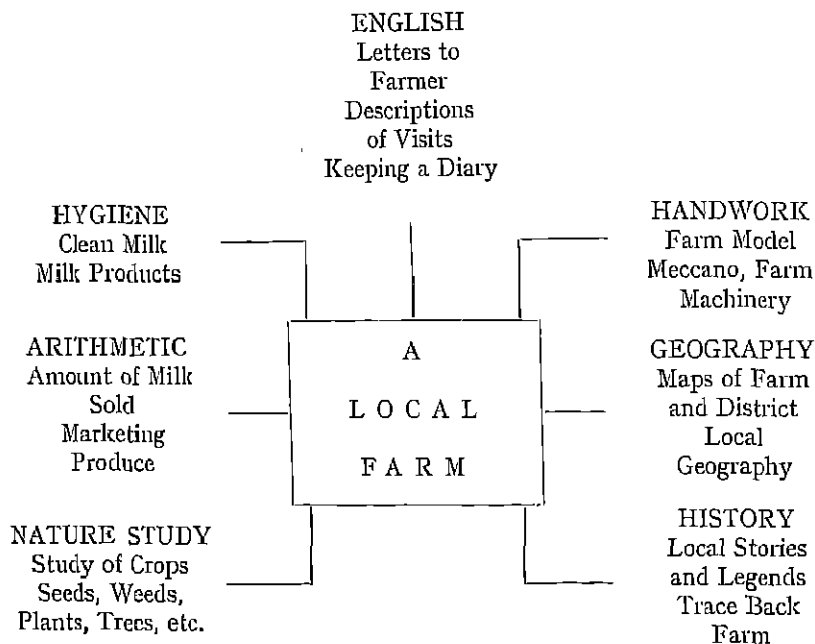 ENGLISH
Letters to
Farmer
Descriptions
of Visits
Keeping a Diary
HYGIENE
Clean Milk
Milk Products
HANDWORK
Farm Model
Meccano, Farm
Machinery
ARITHMETIC
Amount of Milk
Sold
Marketing
Produce
A
LOCAL
FARM
GEOGRAPHY
Maps of Farm
and District
Local
Geography
NATURE STUDY
Study of Crops
Seeds, Weeds,
Plants, Trees, etc.
HISTORY
Local Stories
and Legends
Trace Back
Farm